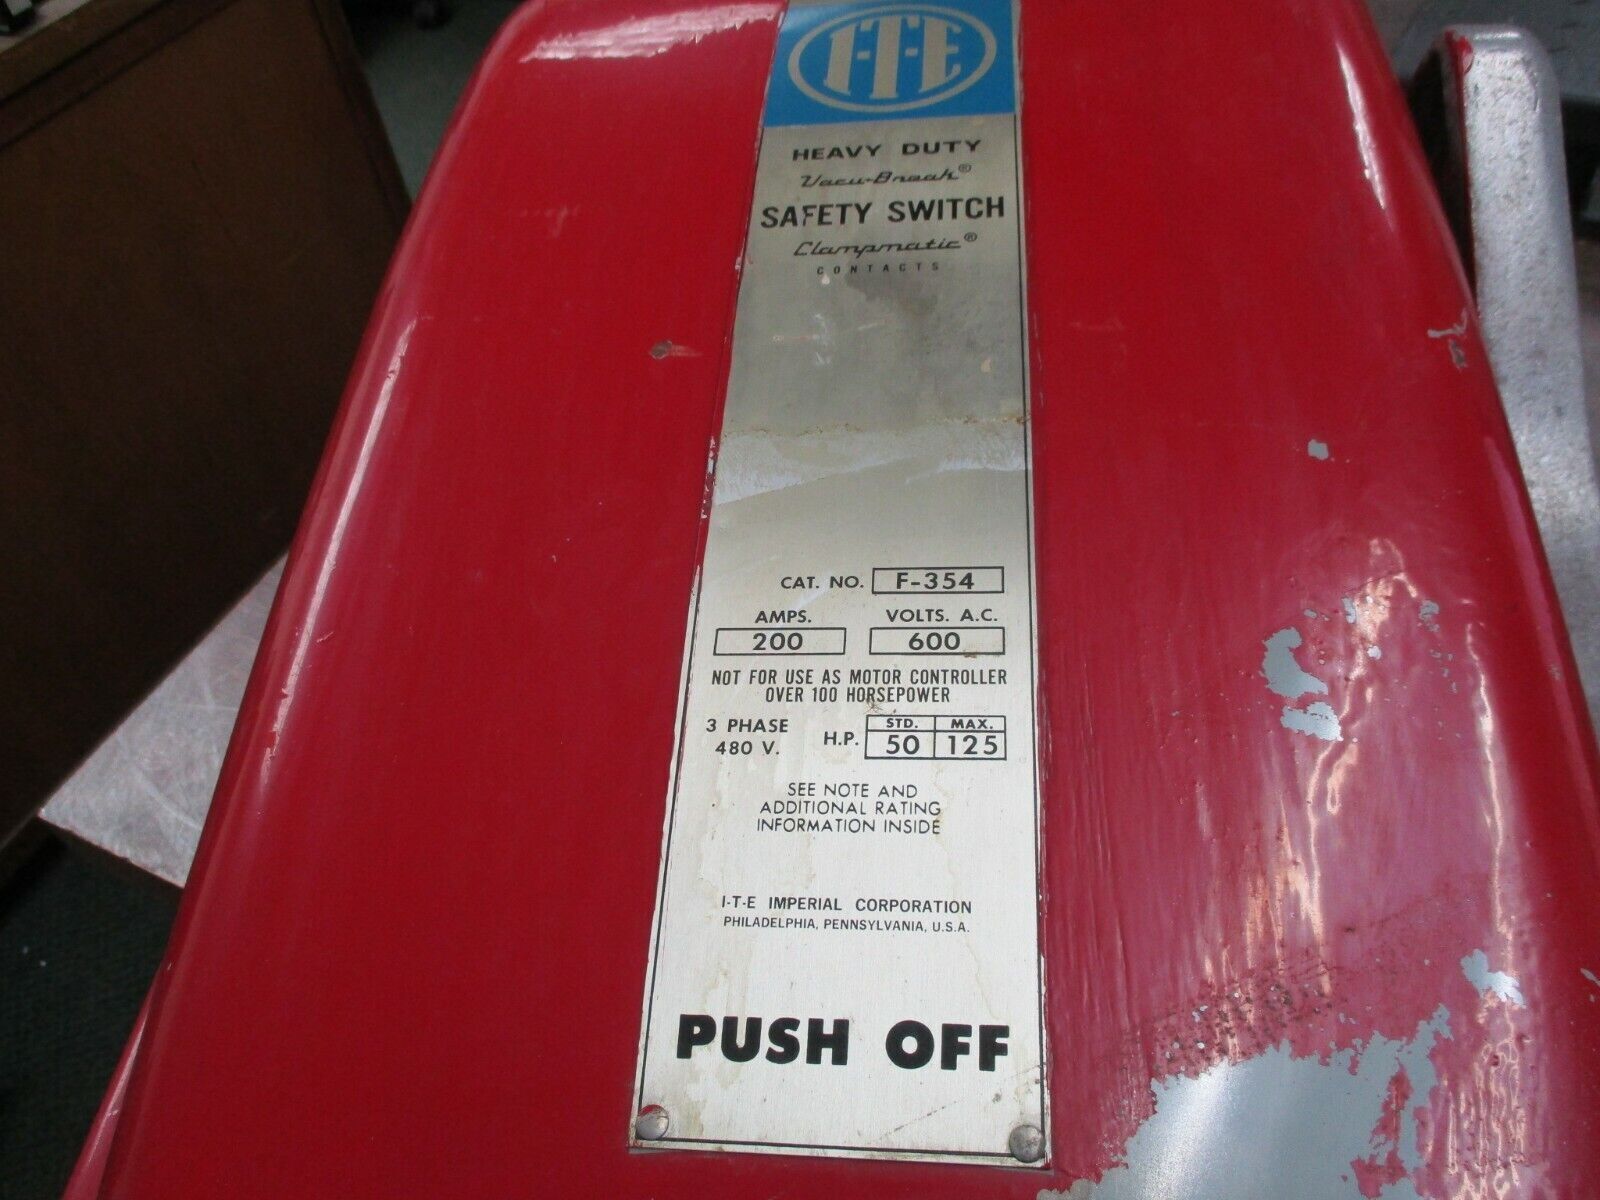 I-T-E
HEAVY DUTY
Vacu-Break®
SAFETY SWITCH
Clampmatic®
CONTACTS
CAT. NO. F-354
AMPS. VOLTS. A.C.
200 600
NOT FOR USE AS MOTOR CONTROLLER
OVER 100 HORSEPOWER
3 PHASE STD. MAX.
480 V. H.P. 50 125
SEE NOTE AND
ADDITIONAL RATING
INFORMATION INSIDE
I-T-E IMPERIAL CORPORATION
PHILADELPHIA, PENNSYLVANIA, U.S.A.
PUSH OFF